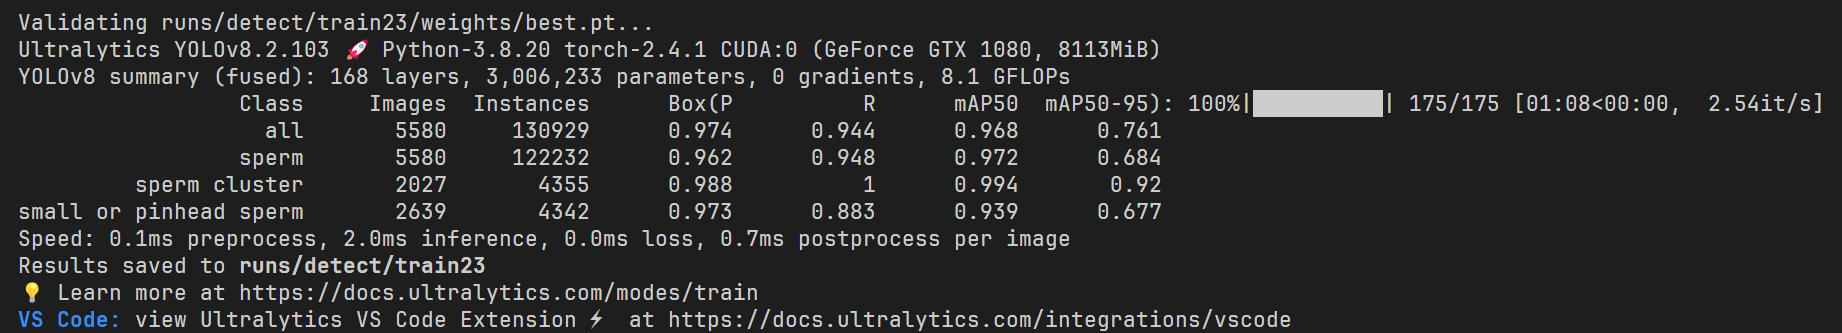 Validating runs/detect/train23/weights/best.pt...
Ultralytics YOLOv8.2.103 🚀 Python-3.8.20 torch-2.4.1 CUDA:0 (GeForce GTX 1080, 8113MiB)
YOLOv8 summary (fused): 168 layers, 3,006,233 parameters, 0 gradients, 8.1 GFLOPs
Class Images Instances Box(P R mAP50 mAP50-95): 100%|██████████| 175/175 [01:08<00:00, 2.54it/s]
all 5580 130929 0.974 0.944 0.968 0.761
sperm 5580 122232 0.962 0.948 0.972 0.684
sperm cluster 2027 4355 0.988 1 0.994 0.92
small or pinhead sperm 2639 4342 0.973 0.883 0.939 0.677
Speed: 0.1ms preprocess, 2.0ms inference, 0.0ms loss, 0.7ms postprocess per image
Results saved to runs/detect/train23
💡 Learn more at https://docs.ultralytics.com/modes/train
VS Code: view Ultralytics VS Code Extension ⚡ at https://docs.ultralytics.com/integrations/vscode